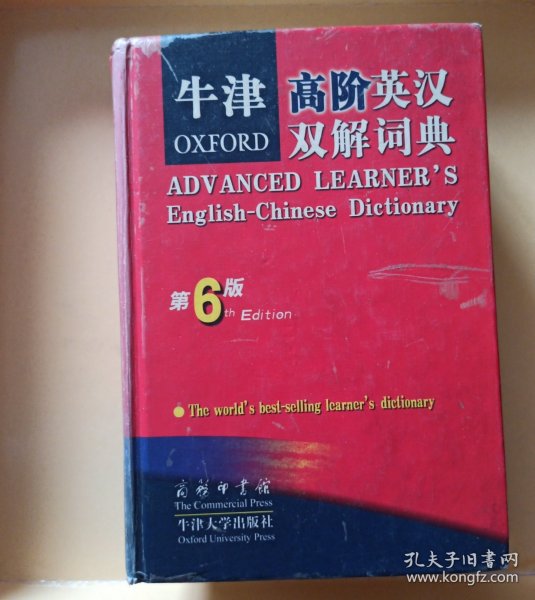 牛津
OXFORD
高阶英汉
双解词典
ADVANCED LEARNER'S
English-Chinese Dictionary
第6版
th Edition
The world's best-selling learner's dictionary
商务印书馆
The Commercial Press
牛津大学出版社
Oxford University Press
孔夫子旧书网
www.kongfz.com